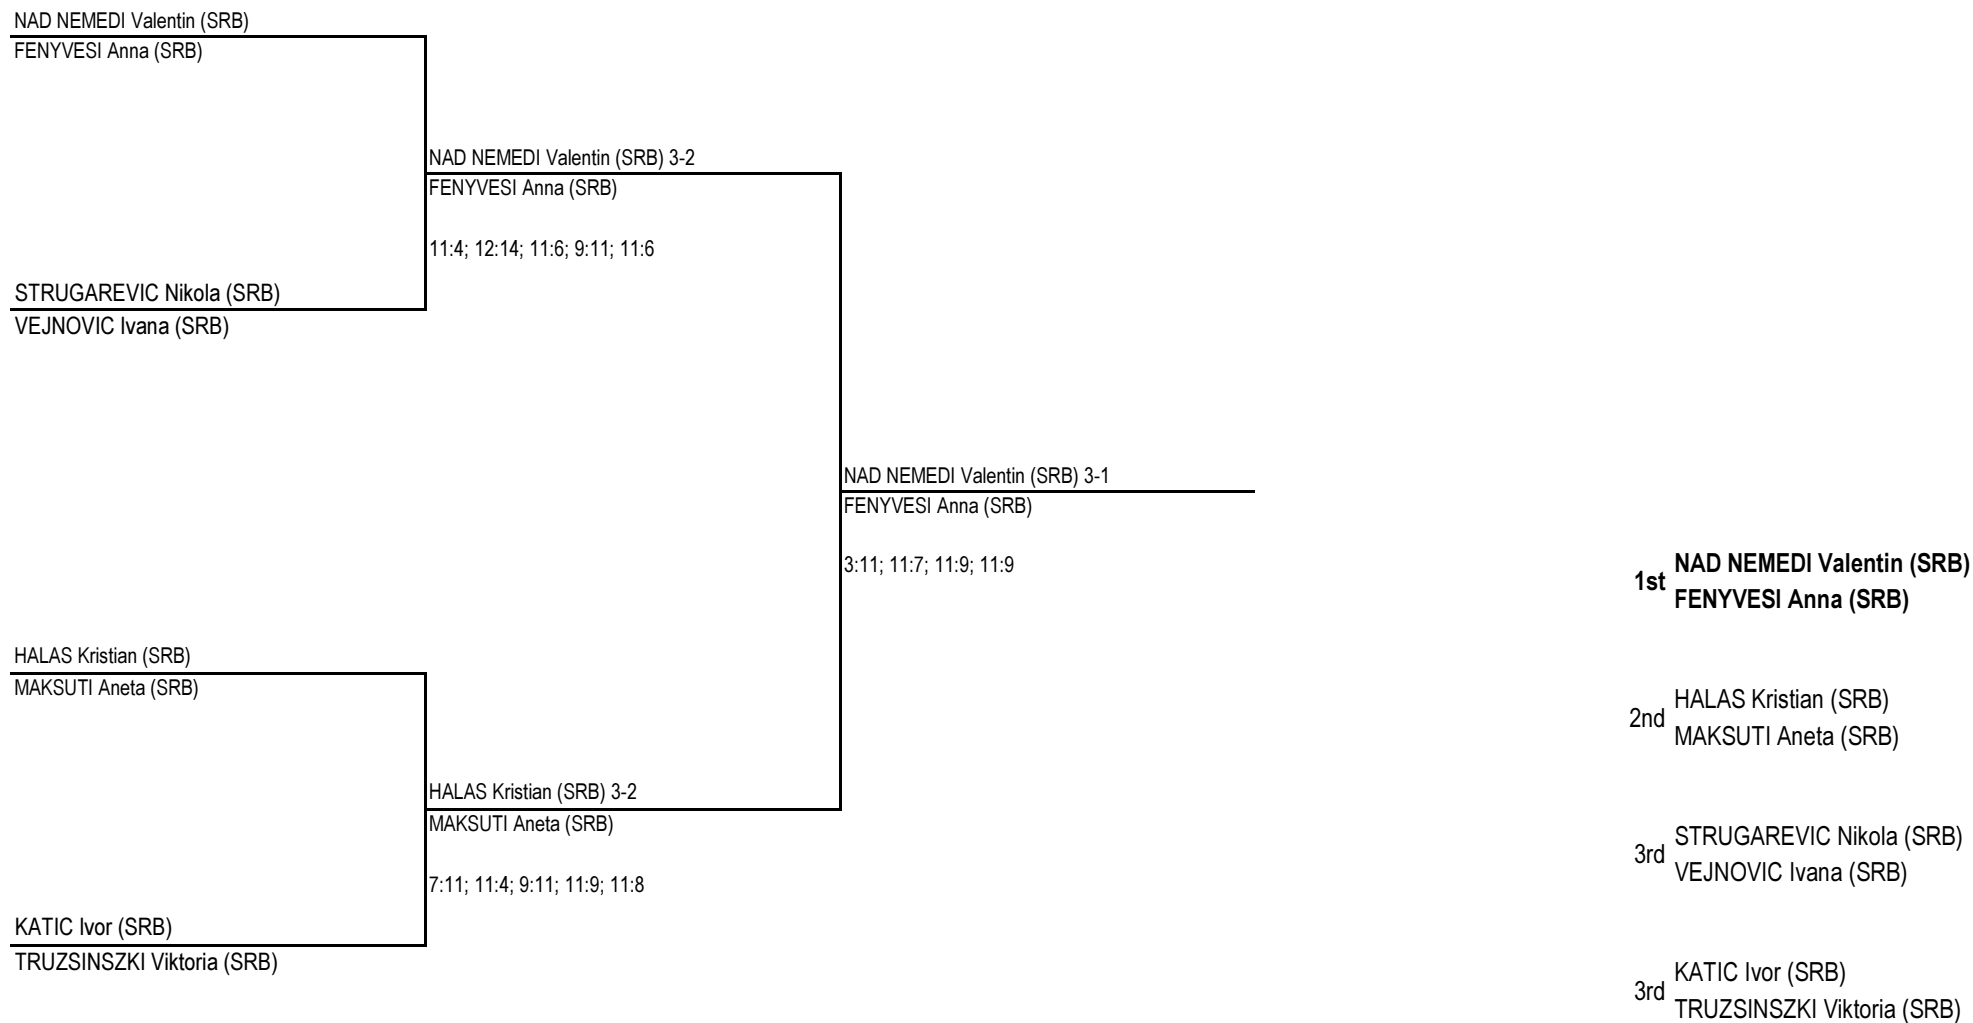 NAD NEMEDI Valentin (SRB)
FENYVESI Anna (SRB)
NAD NEMEDI Valentin (SRB) 3-2
FENYVESI Anna (SRB)
11:4; 12:14; 11:6; 9:11; 11:6
STRUGAREVIC Nikola (SRB)
VEJNOVIC Ivana (SRB)
NAD NEMEDI Valentin (SRB) 3-1
FENYVESI Anna (SRB)
3:11; 11:7; 11:9; 11:9
HALAS Kristian (SRB)
MAKSUTI Aneta (SRB)
HALAS Kristian (SRB) 3-2
MAKSUTI Aneta (SRB)
7:11; 11:4; 9:11; 11:9; 11:8
KATIC Ivor (SRB)
TRUZSINSZKI Viktoria (SRB)
1st
NAD NEMEDI Valentin (SRB)
FENYVESI Anna (SRB)
2nd
HALAS Kristian (SRB)
MAKSUTI Aneta (SRB)
3rd
STRUGAREVIC Nikola (SRB)
VEJNOVIC Ivana (SRB)
3rd
KATIC Ivor (SRB)
TRUZSINSZKI Viktoria (SRB)